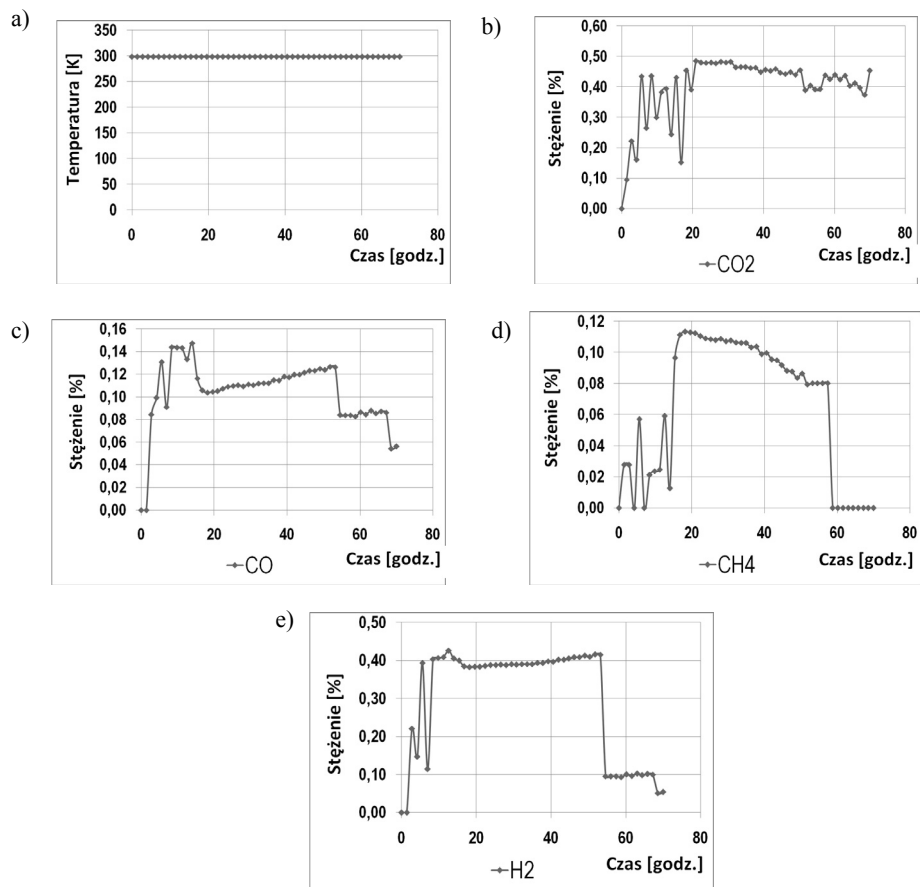 a)
Temperatura [K]
350
300
250
200
150
100
50
0
0 20 40 60 80
Czas [godz.]
b)
Stężenie [%]
0,60
0,50
0,40
0,30
0,20
0,10
0,00
0 20 40 60 80
CO2 Czas [godz.]
c)
Stężenie [%]
0,16
0,14
0,12
0,10
0,08
0,06
0,04
0,02
0,00
0 20 40 60 80
CO Czas [godz.]
d)
Stężenie [%]
0,12
0,10
0,08
0,06
0,04
0,02
0,00
0 20 40 60 80
CH4 Czas [godz.]
e)
Stężenie [%]
0,50
0,40
0,30
0,20
0,10
0,00
0 20 40 60 80
H2 Czas [godz.]